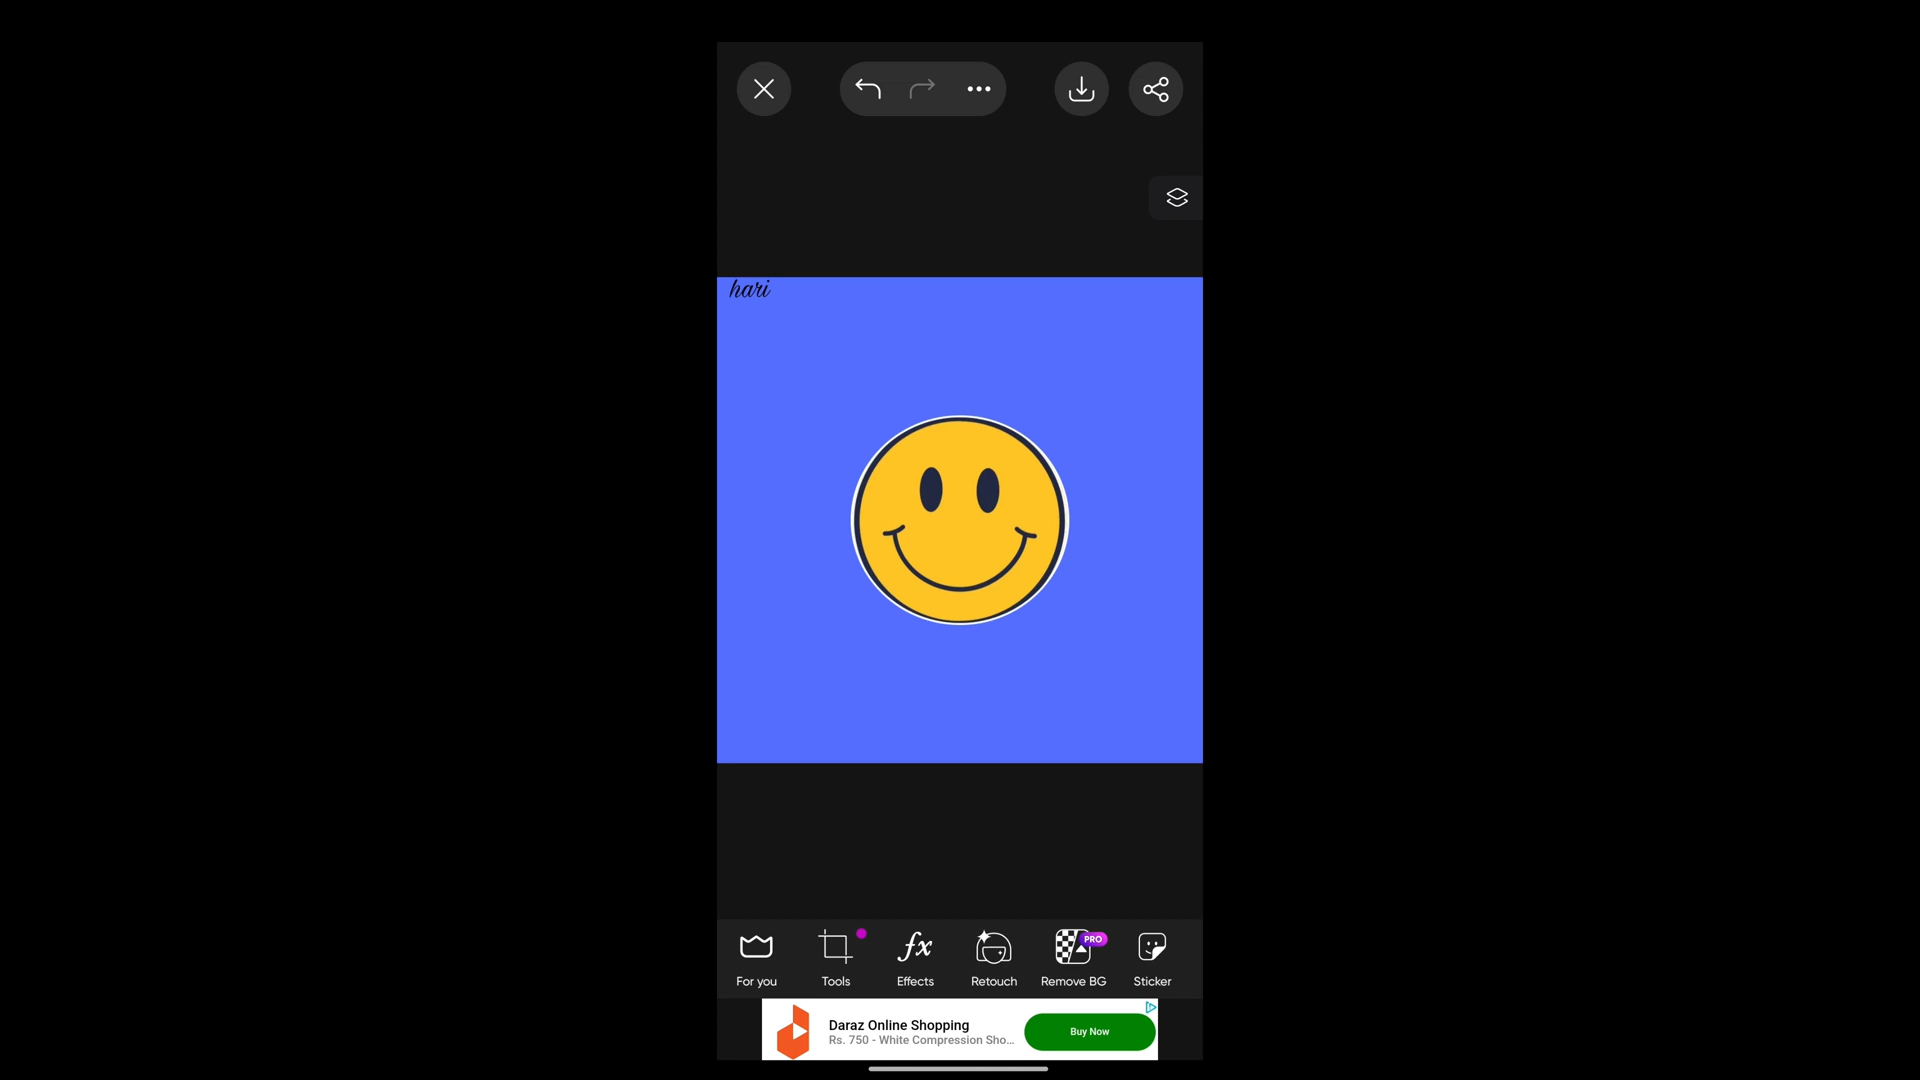 hari
For you
Tools
Effects
Retouch
PRO
Remove BG
Sticker
Daraz Online Shopping
Rs. 750 - White Compression Sho...
Buy Now